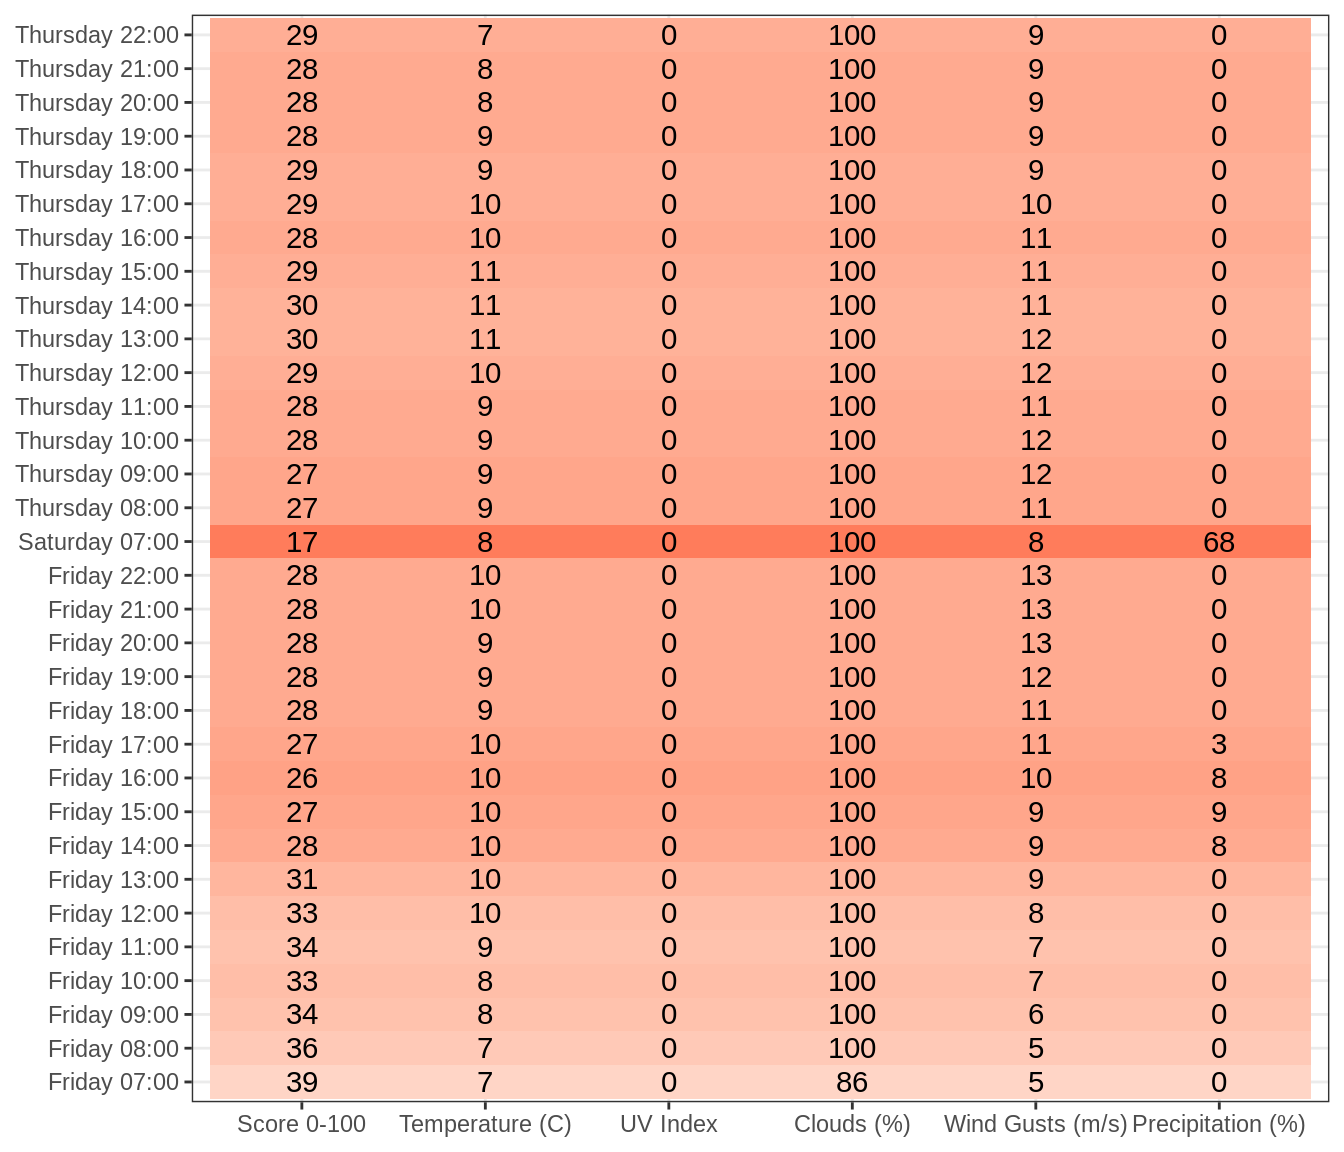 Thursday 22:00 29 7 0 100 9 0
Thursday 21:00 28 8 0 100 9 0
Thursday 20:00 28 8 0 100 9 0
Thursday 19:00 28 9 0 100 9 0
Thursday 18:00 29 9 0 100 9 0
Thursday 17:00 29 10 0 100 10 0
Thursday 16:00 28 10 0 100 11 0
Thursday 15:00 29 11 0 100 11 0
Thursday 14:00 30 11 0 100 11 0
Thursday 13:00 30 11 0 100 12 0
Thursday 12:00 29 10 0 100 12 0
Thursday 11:00 28 9 0 100 11 0
Thursday 10:00 28 9 0 100 12 0
Thursday 09:00 27 9 0 100 12 0
Thursday 08:00 27 9 0 100 11 0
Saturday 07:00 17 8 0 100 8 68
Friday 22:00 28 10 0 100 13 0
Friday 21:00 28 10 0 100 13 0
Friday 20:00 28 9 0 100 13 0
Friday 19:00 28 9 0 100 12 0
Friday 18:00 28 9 0 100 11 0
Friday 17:00 27 10 0 100 11 3
Friday 16:00 26 10 0 100 10 8
Friday 15:00 27 10 0 100 9 9
Friday 14:00 28 10 0 100 9 8
Friday 13:00 31 10 0 100 9 0
Friday 12:00 33 10 0 100 8 0
Friday 11:00 34 9 0 100 7 0
Friday 10:00 33 8 0 100 7 0
Friday 09:00 34 8 0 100 6 0
Friday 08:00 36 7 0 100 5 0
Friday 07:00 39 7 0 86 5 0
Score 0-100 Temperature (C) UV Index Clouds (%) Wind Gusts (m/s) Precipitation (%)